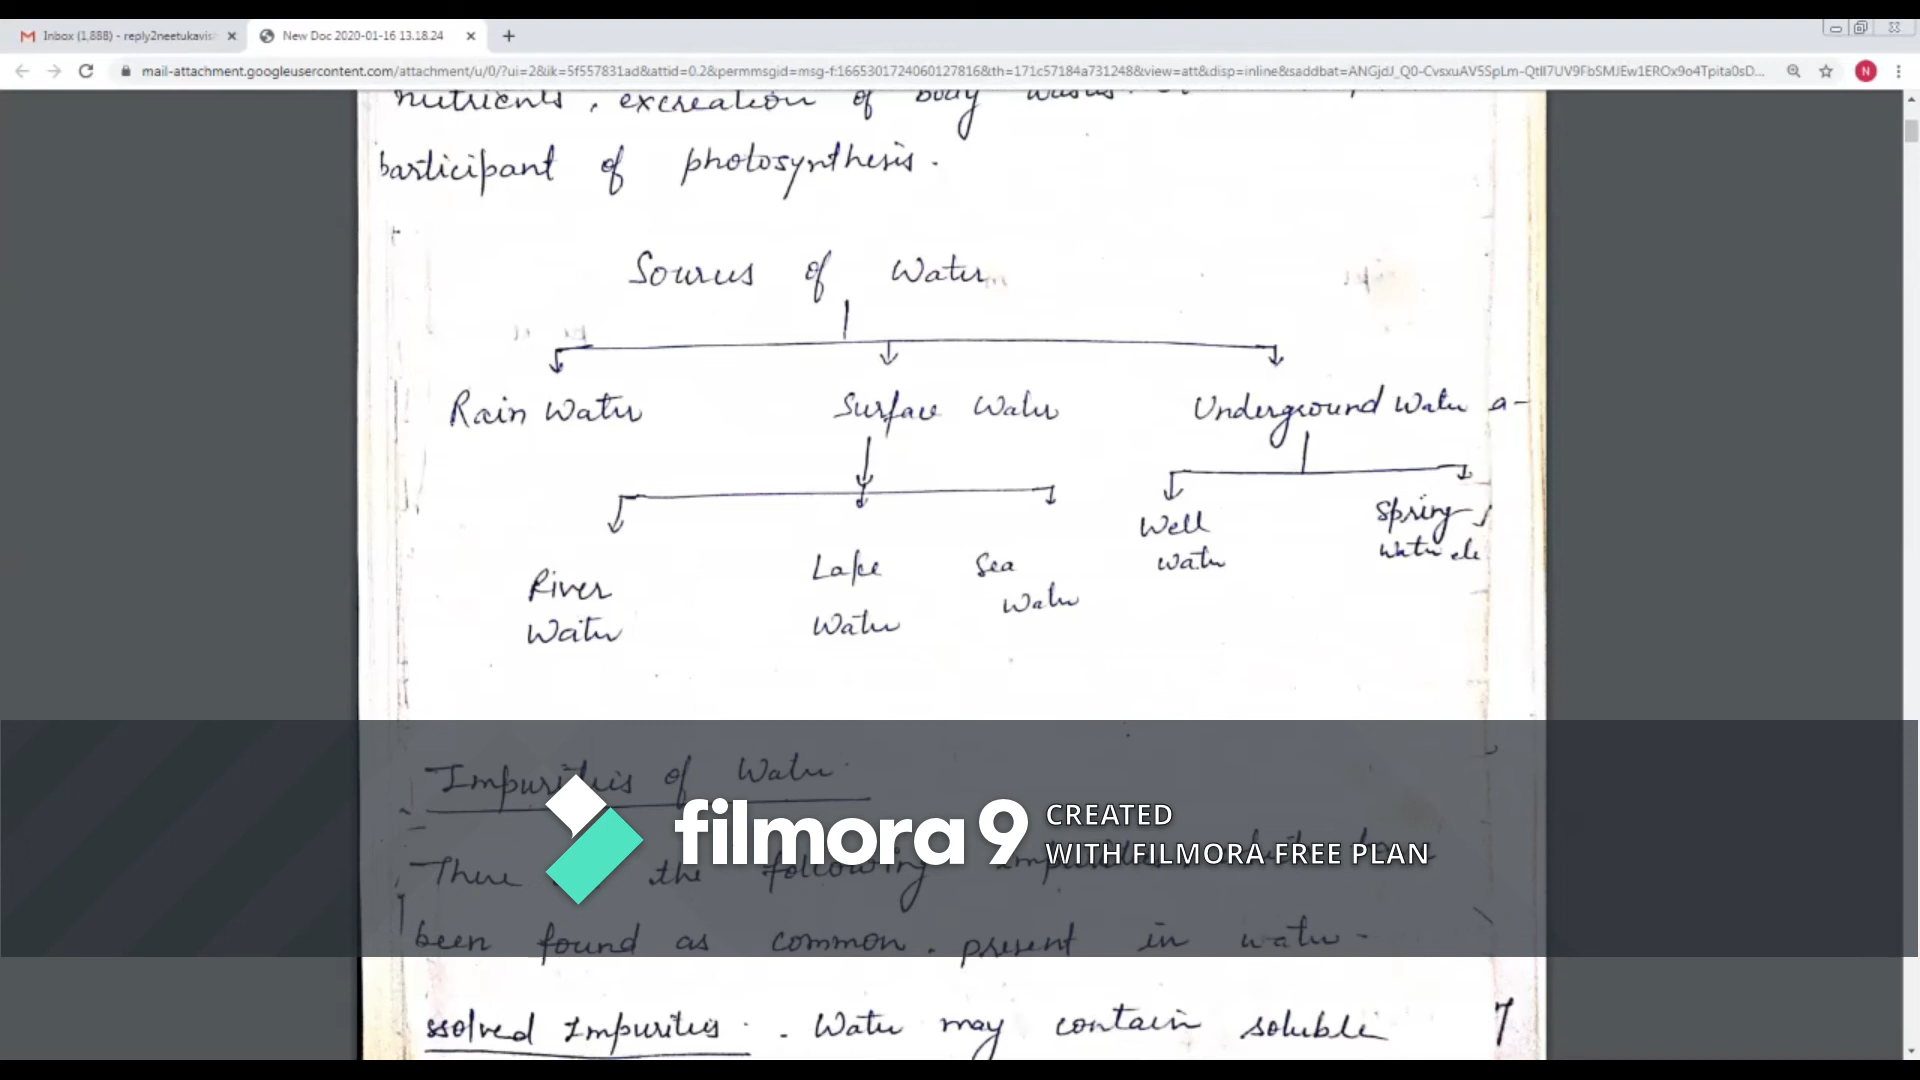 Inbox (1,888) - reply2neetukavis
New Doc 2020-01-16 13.18.24
mail-attachment.googleusercontent.com/attachment/u/0/?ui=2&ik=5f557831ad&attid=0.2&permmsgid=msg-f:1665301724060127816&th=171c57184a731248&view=att&disp=inline&saddbat=ANGjdJ_Q0-CvsxuAV5SpLm-QtlI7UV9FbSMJEw1EROx9o4Tpita0sD...
N
nutrients, excreation of body wastes
participant of photosynthesis.
Sources of Water
Rain Water Surface Water Underground Water a-
River Water
Lake Water
Sea Water
Well Water
Spring Water etc
Impurities of Water
There the following
been found as common. present in water.
ssolved Impurities. Water may contain soluble 7
filmora 9 CREATED
WITH FILMORA FREE PLAN